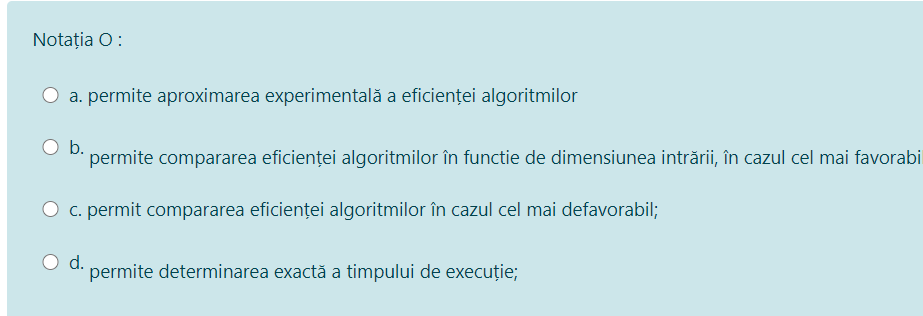 Notația O :
a. permite aproximarea experimentală a eficienței algoritmilor
b.
permite compararea eficienței algoritmilor în functie de dimensiunea intrării, în cazul cel mai favorabi
c. permit compararea eficienței algoritmilor în cazul cel mai defavorabil;
d.
permite determinarea exactă a timpului de execuție;